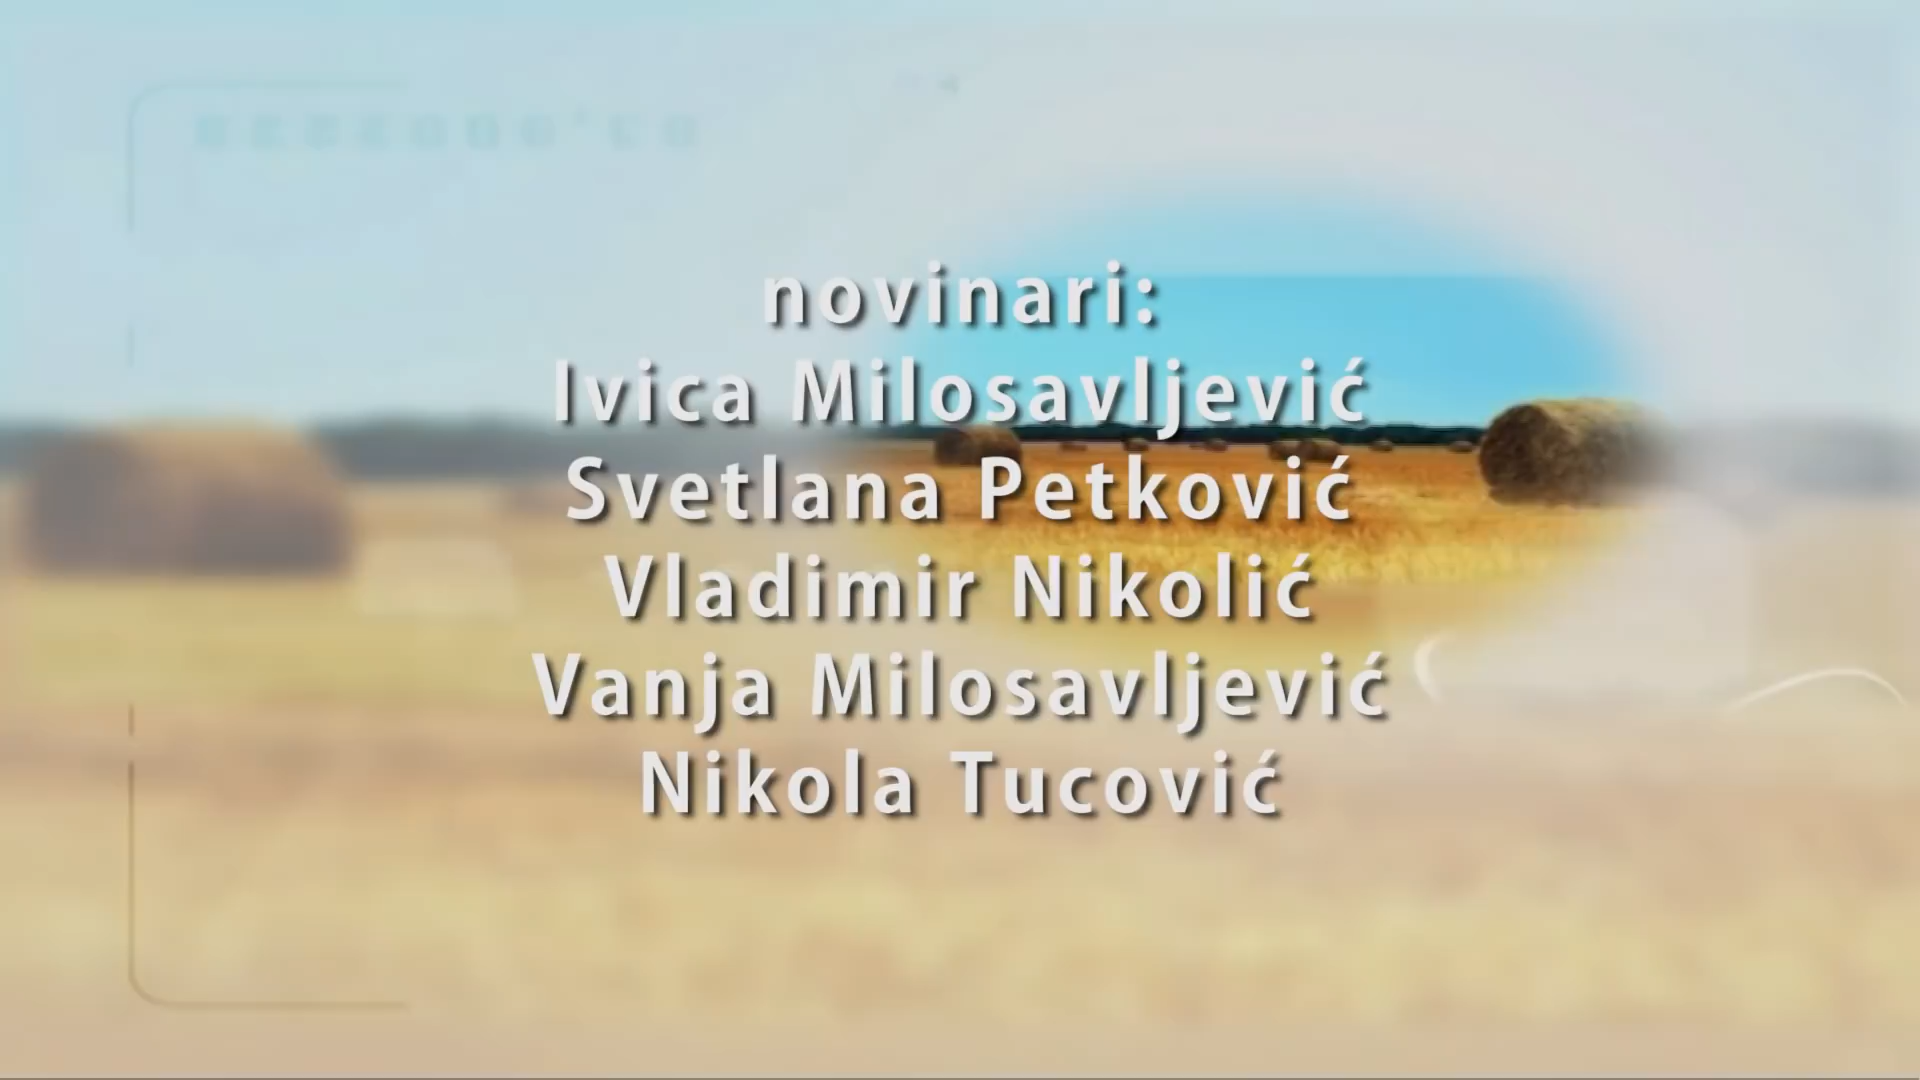 novinari:
Ivica Milosavljević
Svetlana Petković
Vladimir Nikolić
Vanja Milosavljević
Nikola Tucović